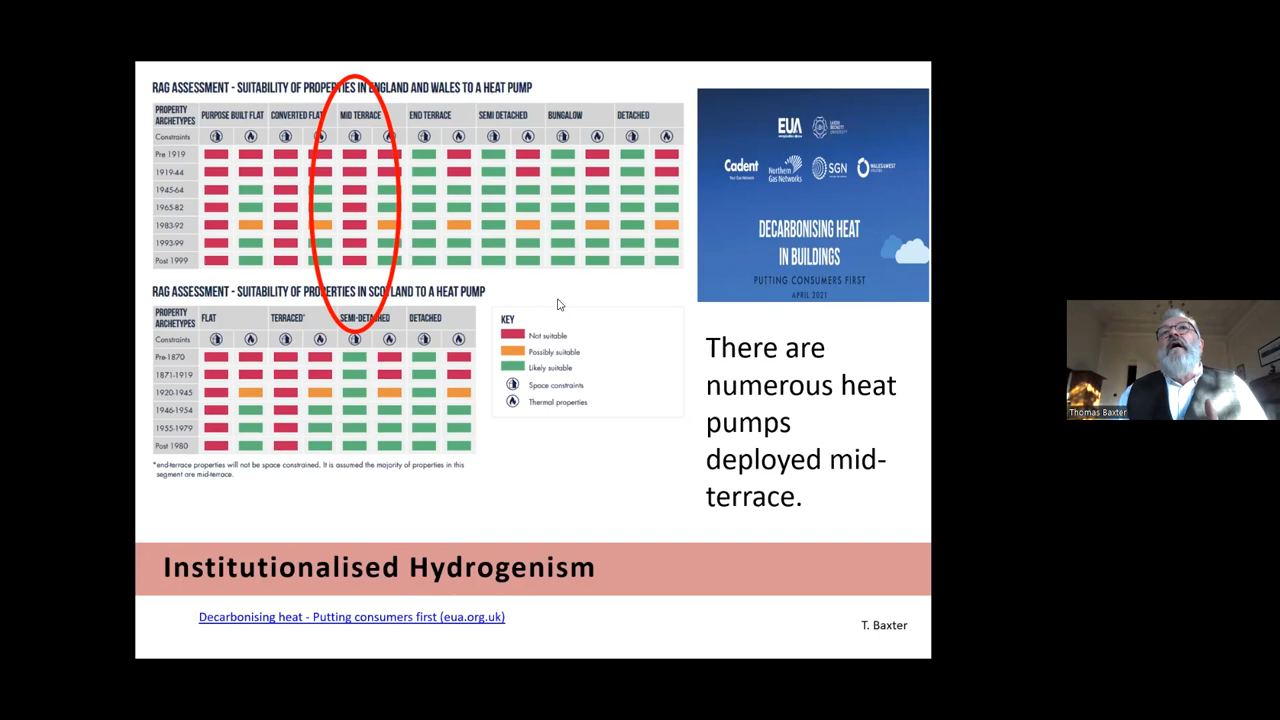 RAG ASSESSMENT - SUITABILITY OF PROPERTIES IN ENGLAND AND WALES TO A HEAT PUMP
PROPERTY ARCHETYPES PURPOSE BUILT FLAT CONVERTED FLAT MID TERRACE END TERRACE SEMI DETACHED BUNGALOW DETACHED
Constraints
Pre 1919
1919-44
1945-64
1965-82
1983-92
1993-99
Post 1999
RAG ASSESSMENT - SUITABILITY OF PROPERTIES IN SCOTLAND TO A HEAT PUMP
PROPERTY ARCHETYPES FLAT TERRACED* SEMI-DETACHED DETACHED
Constraints
Pre-1870
1871-1919
1920-1945
1946-1954
1955-1979
Post 1980
*end-terrace properties will not be space constrained. It is assumed the majority of properties in this
segment are mid-terrace.
KEY
Not suitable
Possibly suitable
Likely suitable
Space constraints
Thermal properties
EUA
Cadent
Your Gas Network
Northern
Gas Networks
SGN
WALES&WEST
DECARBONISING HEAT
IN BUILDINGS
PUTTING CONSUMERS FIRST
APRIL 2021
There are
numerous heat
pumps
deployed mid-
terrace.
Institutionalised Hydrogenism
Decarbonising heat - Putting consumers first (eua.org.uk)
T. Baxter
Thomas Baxter